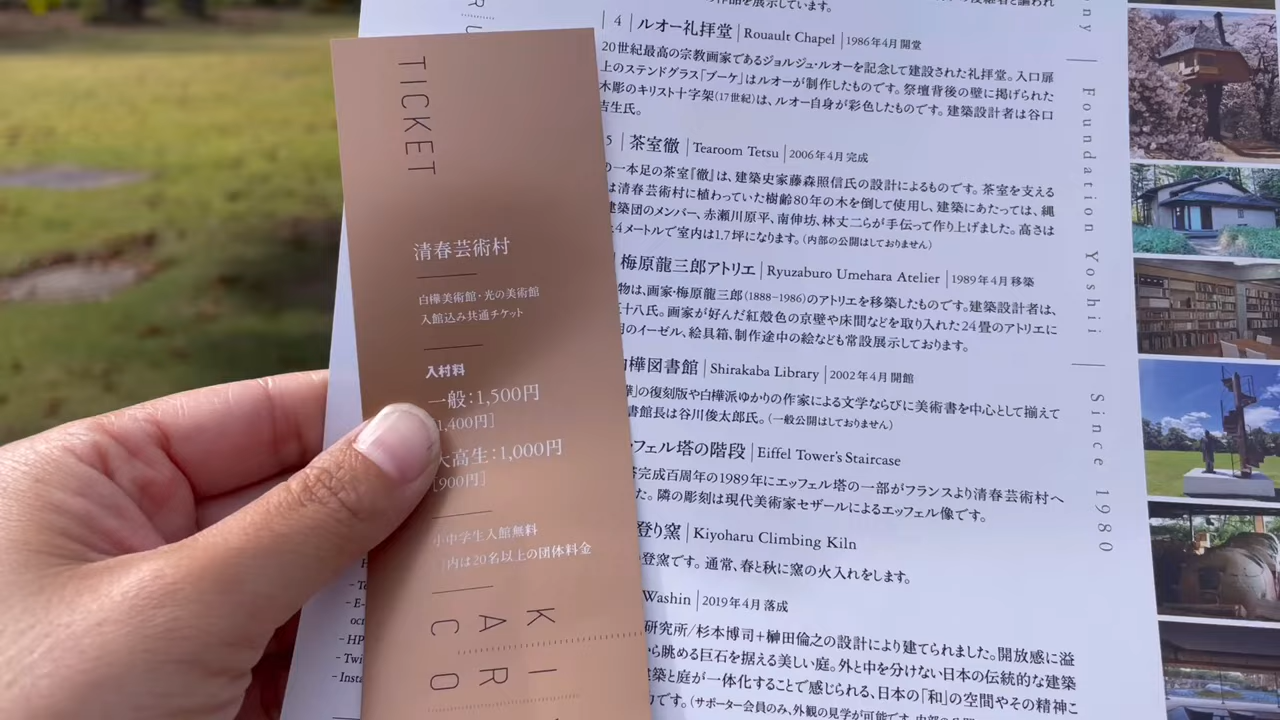 TICKET
清春芸術村
白樺美術館・光の美術館
入館込み共通チケット
入村料
一般:1,500円
1,400円]
大高生:1,000円
[900円]
小中学生入館無料
内は20名以上の団体料金
K
A
C
I
R
O
の作品を展示しています。
4 | ルオー礼拝堂 | Rouault Chapel | 1986年4月開堂
20世紀最高の宗教画家であるジョルジュ・ルオーを記念して建設された礼拝堂。入口扉
上のステンドグラス「ブーケ」はルオーが制作したものです。祭壇背後の壁に掲げられた
木彫のキリスト十字架(17世紀)は、ルオー自身が彩色したものです。建築設計者は谷口
吉生氏。
5 | 茶室徹 | Tearoom Tetsu | 2006年4月完成
の一本足の茶室『徹』は、建築史家藤森照信氏の設計によるものです。茶室を支える
は清春芸術村に植わっていた樹齢80年の木を倒して使用し、建築にあたっては、縄
建築団のメンバー、赤瀬川原平、南伸坊、林丈二らが手伝って作り上げました。高さは
4メートルで室内は1.7坪になります。(内部の公開はしておりません)
梅原龍三郎アトリエ | Ryuzaburo Umehara Atelier | 1989年4月移築
物は、画家・梅原龍三郎(1888-1986)のアトリエを移築したものです。建築設計者は、
五十八氏。画家が好んだ紅殻色の京壁や床間などを取り入れた24畳のアトリエに
用のイーゼル、絵具箱、制作途中の絵なども常設展示しております。
白樺図書館 | Shirakaba Library | 2002年4月開館
』の復刻版や白樺派ゆかりの作家による文学ならびに美術書を中心として揃えて
書館長は谷川俊太郎氏。(一般公開はしておりません)
ッフェル塔の階段 | Eiffel Tower's Staircase
完成百周年の1989年にエッフェル塔の一部がフランスより清春芸術村へ
た。隣の彫刻は現代美術家セザールによるエッフェル像です。
登り窯 | Kiyoharu Climbing Kiln
登窯です。通常、春と秋に窯の火入れをします。
Washin | 2019年4月落成
研究所/杉本博司+榊田倫之の設計により建てられました。開放感に溢
から眺める巨石を据える美しい庭。外と中を分けない日本の伝統的な建築
建築と庭が一体化することで感じられる、日本の「和」の空間やその精神こ
です。(サポーター会員のみ、外観の見学が可能です。
Foundation Yoshii
Since 1980
- E-
- HP
- Twi
- Insta